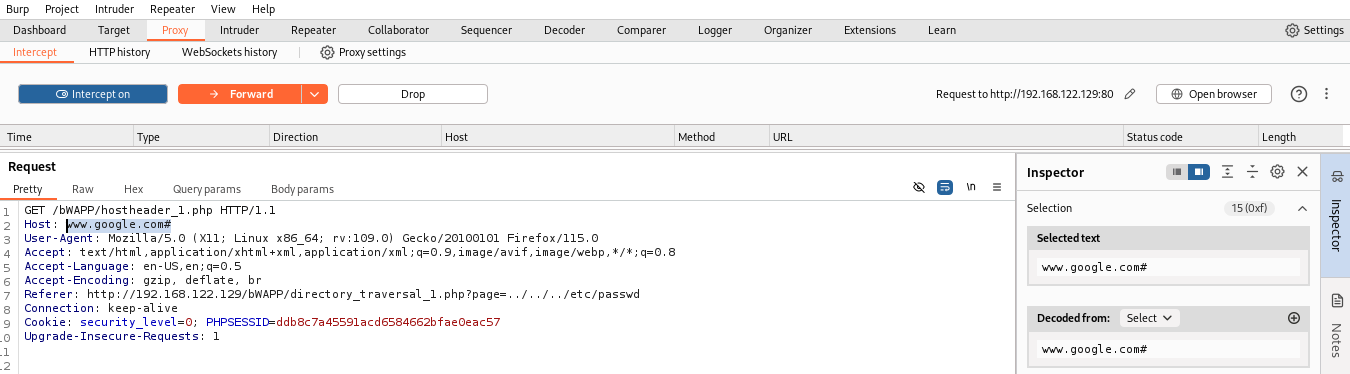 Burp Project Intruder Repeater View Help
Dashboard Target Proxy Intruder Repeater Collaborator Sequencer Decoder Comparer Logger Organizer Extensions Learn Settings
Intercept HTTP history WebSockets history Proxy settings
Intercept on Forward Drop Request to http://192.168.122.129:80 Open browser
Time Type Direction Host Method URL Status code Length
Request
Pretty Raw Hex Query params Body params \n
1 GET /bWAPP/hostheader_1.php HTTP/1.1
2 Host: www.google.com#
3 User-Agent: Mozilla/5.0 (X11; Linux x86_64; rv:109.0) Gecko/20100101 Firefox/115.0
4 Accept: text/html,application/xhtml+xml,application/xml;q=0.9,image/avif,image/webp,*/*;q=0.8
5 Accept-Language: en-US,en;q=0.5
6 Accept-Encoding: gzip, deflate, br
7 Referer: http://192.168.122.129/bWAPP/directory_traversal_1.php?page=../../../etc/passwd
8 Connection: keep-alive
9 Cookie: security_level=0; PHPSESSID=ddb8c7a45591acd6584662bfae0eac57
10 Upgrade-Insecure-Requests: 1
11
12
Inspector
Selection 15 (0xf)
Selected text
www.google.com#
Decoded from: Select
www.google.com#
Inspector
Notes